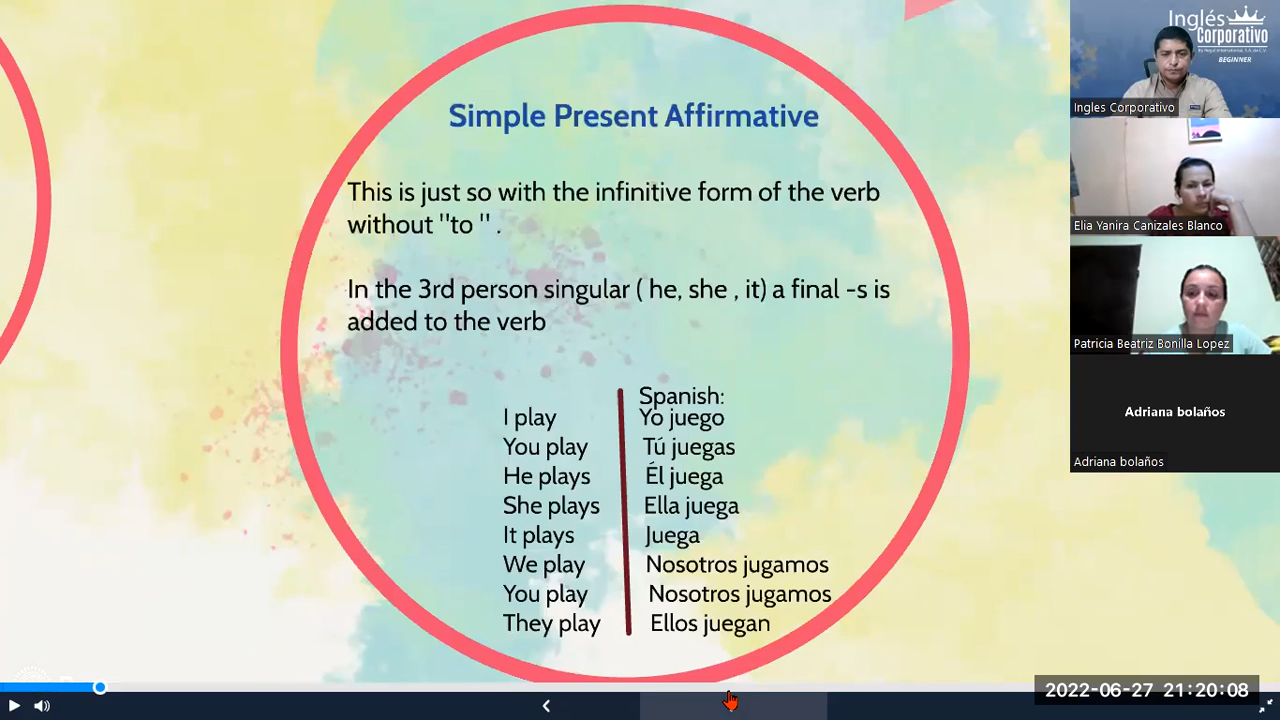 Simple Present Affirmative
This is just so with the infinitive form of the verb
without "to " .
In the 3rd person singular ( he, she , it) a final -s is
added to the verb
Spanish:
I play Yo juego
You play Tú juegas
He plays Él juega
She plays Ella juega
It plays Juega
We play Nosotros jugamos
You play Nosotros jugamos
They play Ellos juegan
Inglés
Corporativo
BEGINNER
Ingles Corporativo
Elia Yanira Canizales Blanco
Patricia Beatriz Bonilla Lopez
Adriana bolaños
Adriana bolaños
2022-06-27 21:20:08